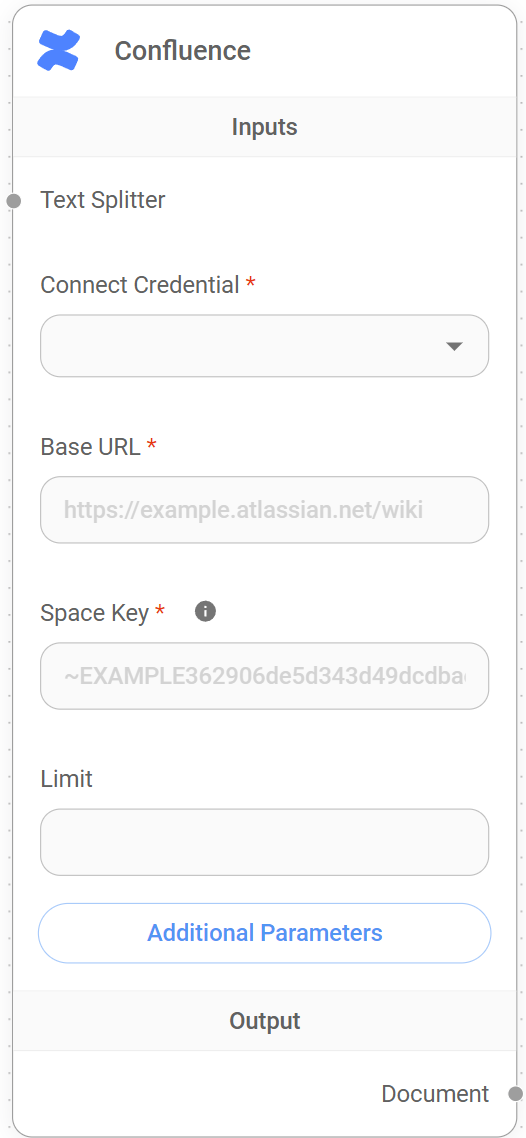 Confluence
Inputs
Text Splitter
Connect Credential *
Base URL *
https://example.atlassian.net/wiki
Space Key *
~EXAMPLE362906de5d343d49dcdba
Limit
Additional Parameters
Output
Document